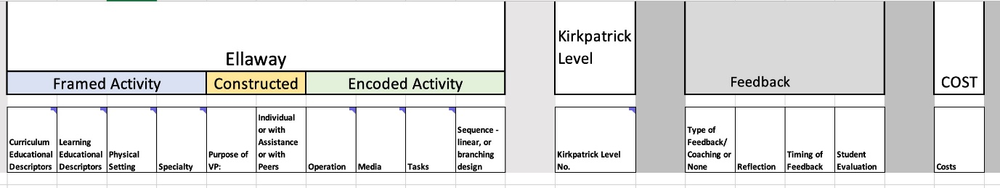 Ellaway
Kirkpatrick
Level
Feedback
COST
Framed Activity
Constructed
Encoded Activity
Curriculum
Educational
Descriptors
Learning
Educational
Descriptors
Physical
Setting
Specialty
Purpose of
VP:
Individual
or with
Assistance
or with
Peers
Operation
Media
Tasks
Sequence -
linear, or
branching
design
Kirkpatrick Level
No.
Type of
Feedback/
Coaching or
None
Reflection
Timing of
Feedback
Student
Evaluation
Costs